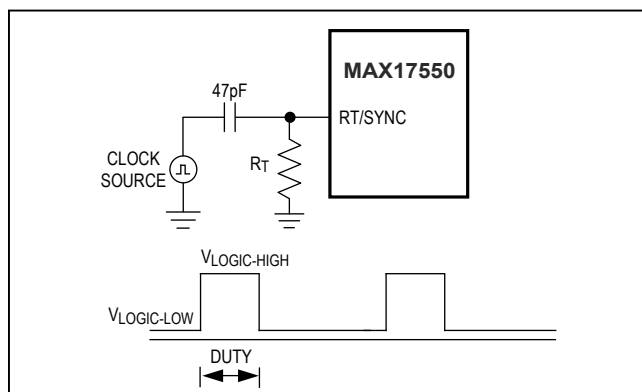 MAX17550
47pF
RT/SYNC
CLOCK
SOURCE
RT
VLOGIC-HIGH
VLOGIC-LOW
DUTY